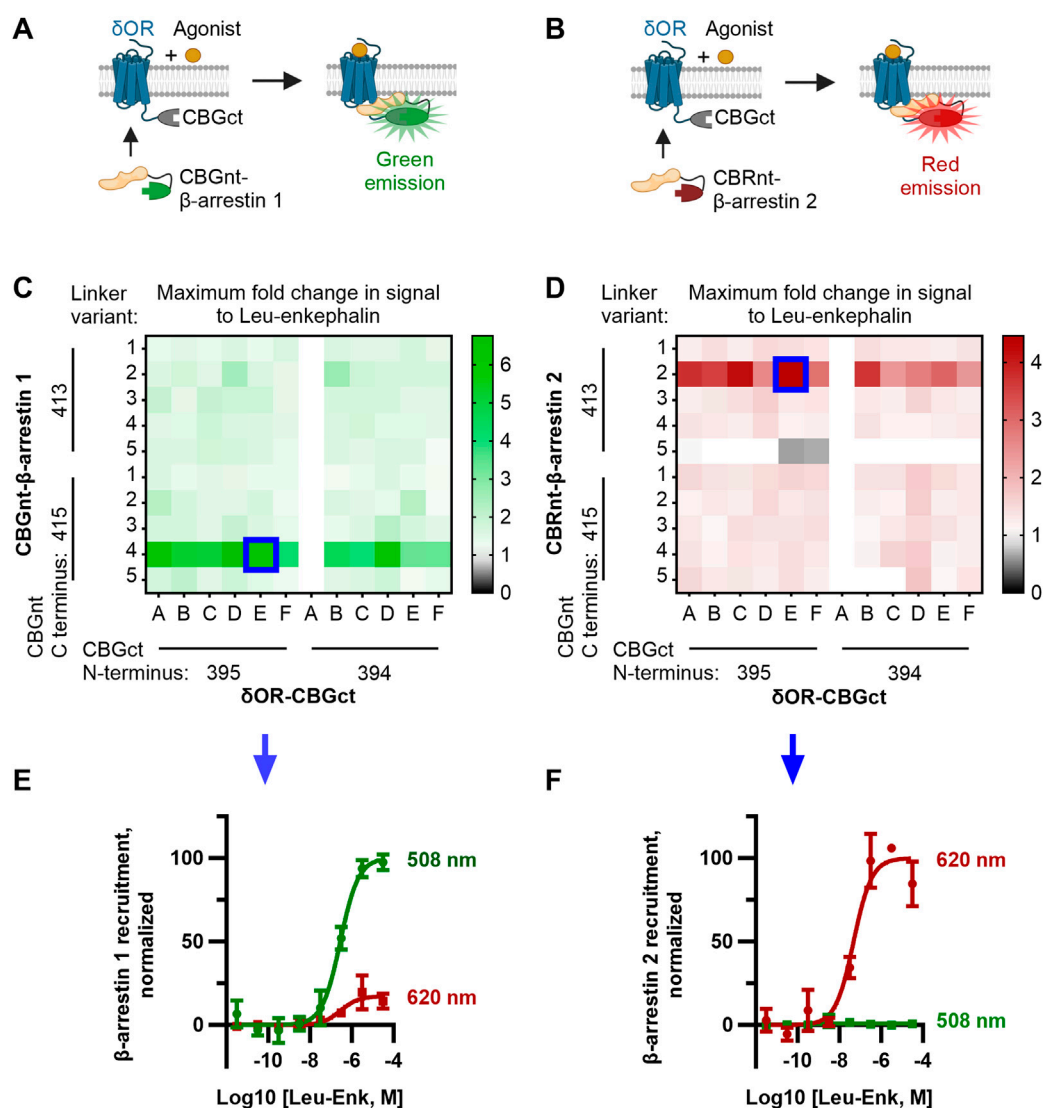 A
δOR Agonist
+
CBGct
CBGnt-
β-arrestin 1
Green
emission
B
δOR Agonist
+
CBGct
CBRnt-
β-arrestin 2
Red
emission
C
Linker
variant:
Maximum fold change in signal
to Leu-enkephalin
CBGnt-β-arrestin 1
CBGnt
C terminus: 415 413
1
2
3
4
5
1
2
3
4
5
6
5
4
3
2
1
0
A B C D E F A B C D E F
CBGct
N-terminus: 395 394
δOR-CBGct
D
Linker
variant:
Maximum fold change in signal
to Leu-enkephalin
CBRnt-β-arrestin 2
CBGnt
C terminus: 415 413
1
2
3
4
5
1
2
3
4
5
4
3
2
1
0
A B C D E F A B C D E F
CBGct
N-terminus: 395 394
δOR-CBGct
E
β-arrestin 1 recruitment,
normalized
100
50
0
508 nm
620 nm
-10 -8 -6 -4
Log10 [Leu-Enk, M]
F
β-arrestin 2 recruitment,
normalized
100
50
0
620 nm
508 nm
-10 -8 -6 -4
Log10 [Leu-Enk, M]